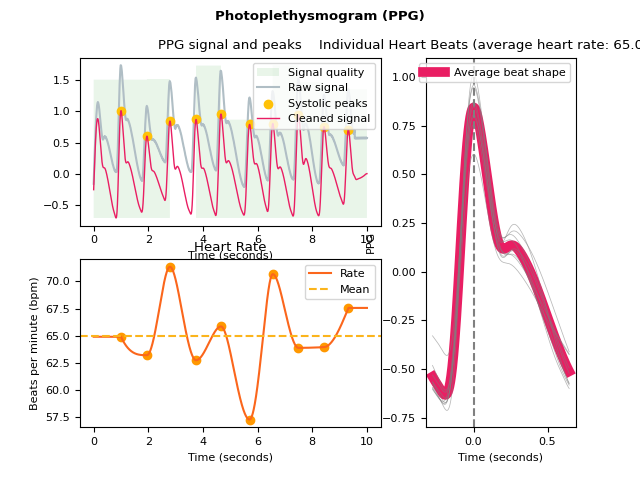 Photoplethysmogram (PPG)
PPG signal and peaks
Individual Heart Beats (average heart rate: 65.0
Signal quality
Raw signal
Systolic peaks
Cleaned signal
1.5
1.0
0.5
0.0
−0.5
0 2 4 6 8 10
Time (seconds)
Heart Rate
Rate
Mean
Beats per minute (bpm)
70.0
67.5
65.0
62.5
60.0
57.5
0 2 4 6 8 10
Time (seconds)
Average beat shape
PPG
1.00
0.75
0.50
0.25
0.00
−0.25
−0.50
−0.75
0.0 0.5
Time (seconds)